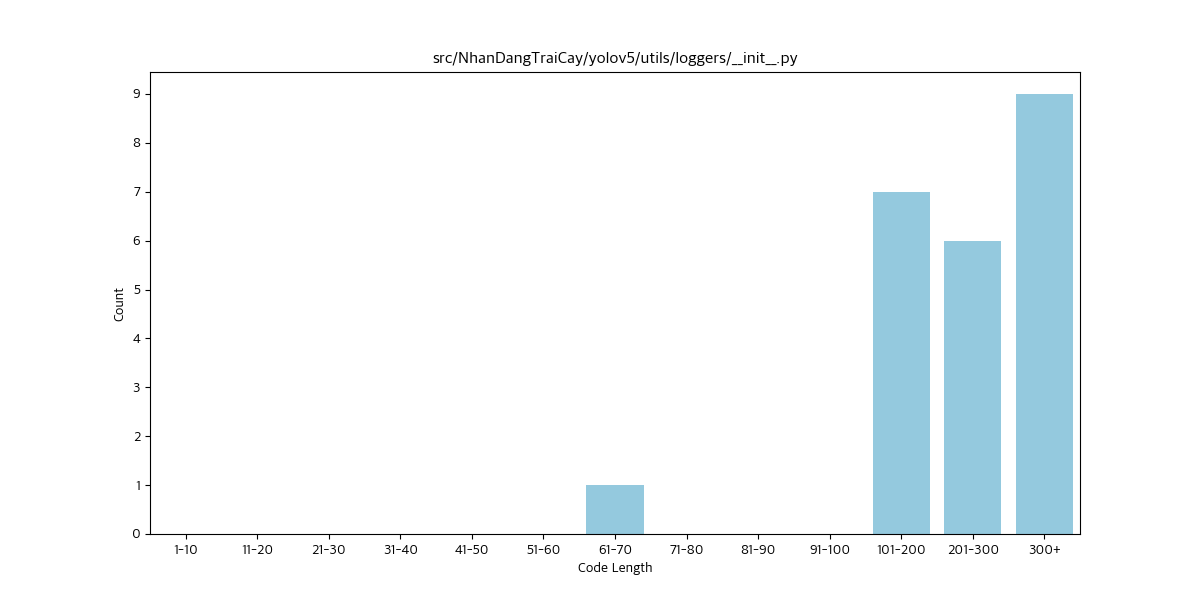 src/NhanDangTraiCay/yolov5/utils/loggers/__init__.py
9
8
7
6
5
4
3
2
1
0
Count
1-10 11-20 21-30 31-40 41-50 51-60 61-70 71-80 81-90 91-100 101-200 201-300 300+
Code Length